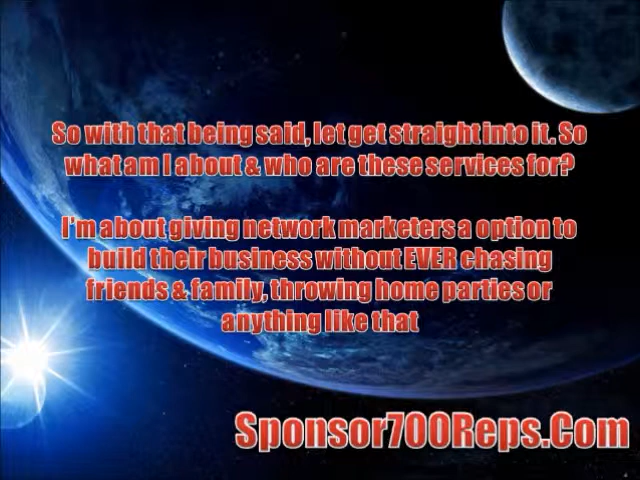 So with that being said, let get straight into it. So
what am I about & who are these services for?
I'm about giving network marketers a option to
build their business without EVER chasing
friends & family, throwing home parties or
anything like that
Sponsor700Reps.Com